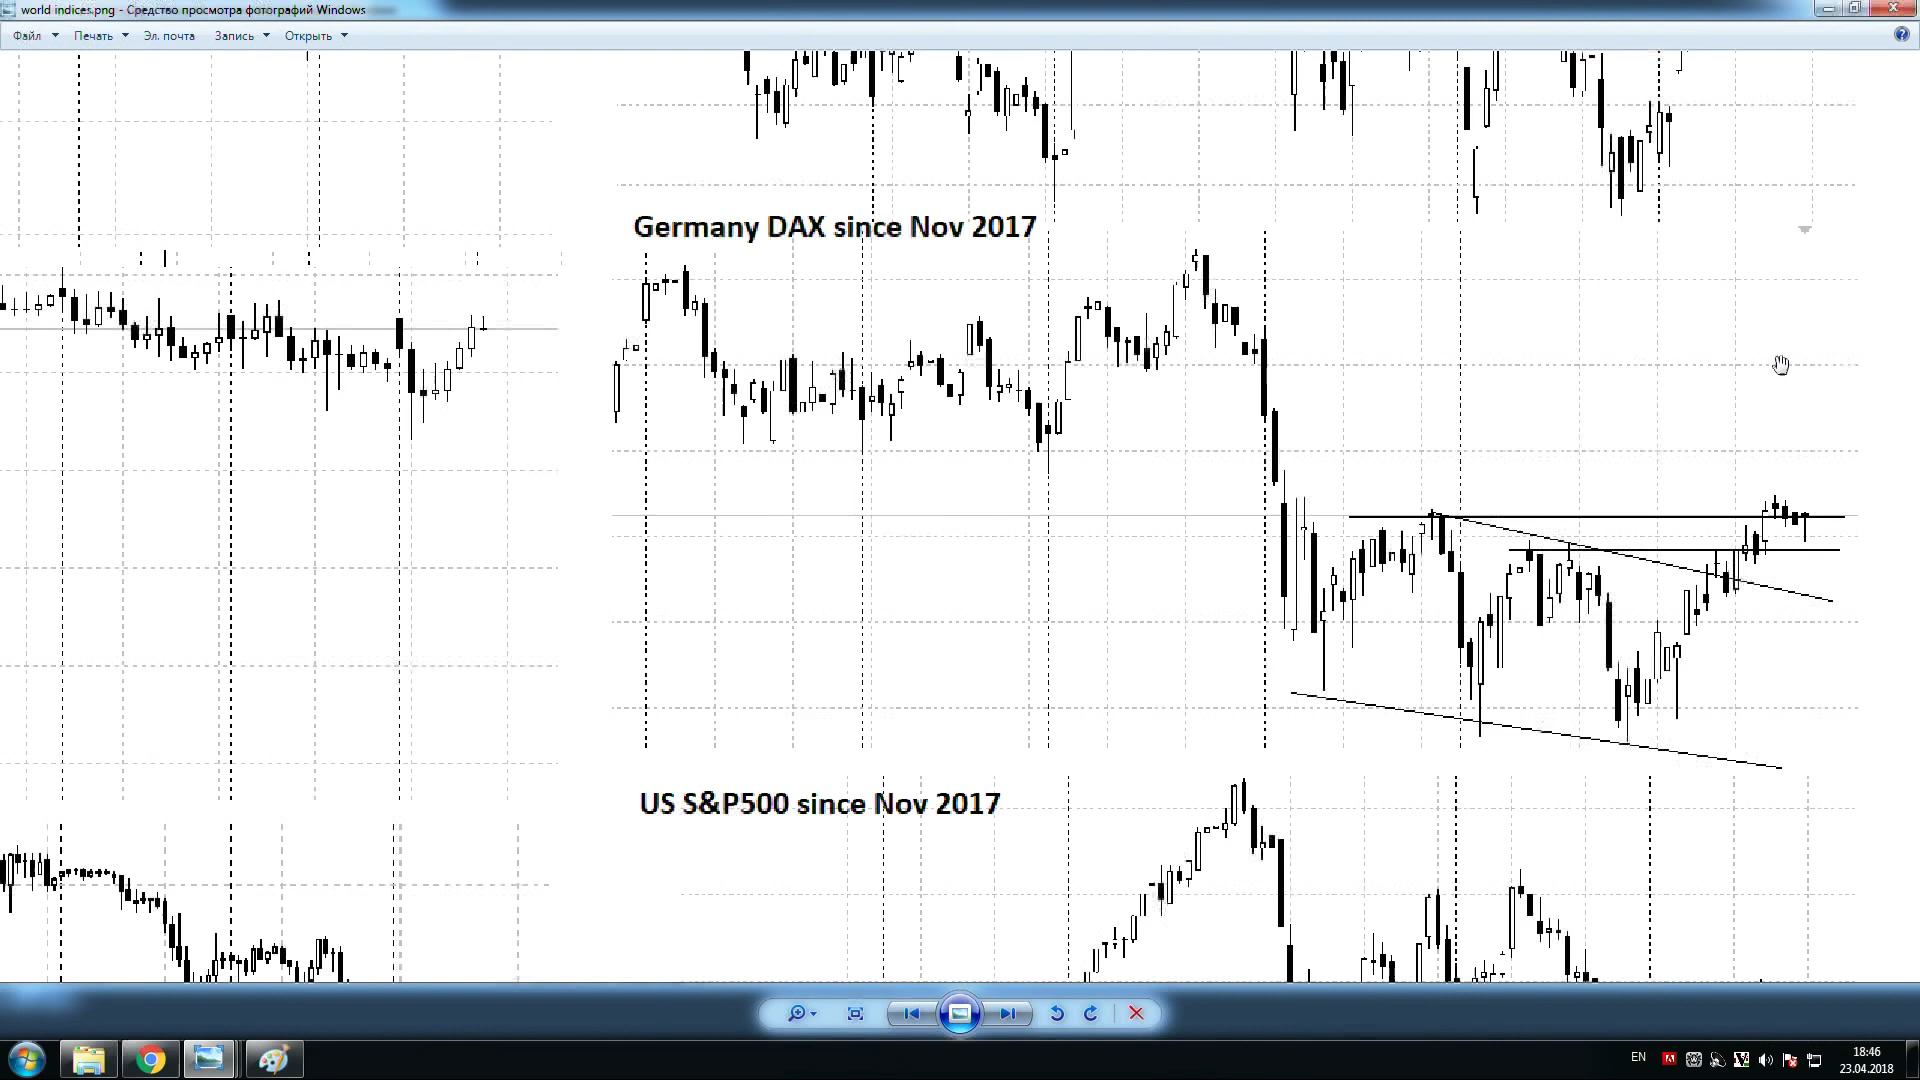 world indices.png - Средство просмотра фотографий Windows
Файл Печать Эл. почта Запись Открыть
Germany DAX since Nov 2017
US S&P500 since Nov 2017
EN
18:46
23.04.2018